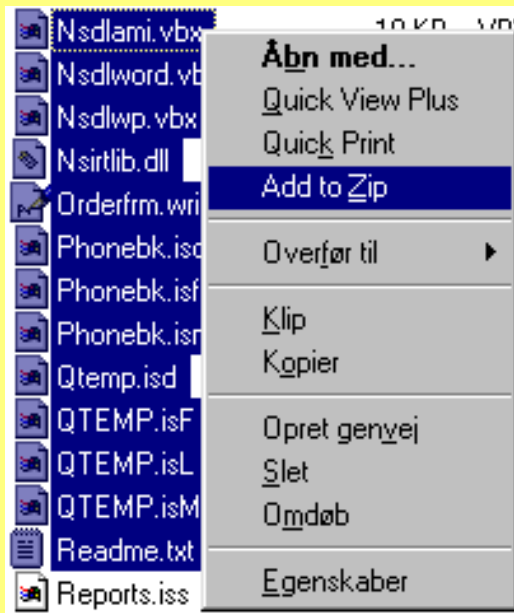 Nsdlami.vbx
Nsdlword.vb
Nsdlwp.vbx
Nsirtlib.dll
Orderfrm.wri
Phonebk.isd
Phonebk.isf
Phonebk.isr
Qtemp.isd
QTEMP.isF
QTEMP.isL
QTEMP.isM
Readme.txt
Reports.iss
Åbn med...
Quick View Plus
Quick Print
Add to Zip
Overfør til
Klip
Kopier
Opret genvej
Slet
Omdøb
Egenskaber